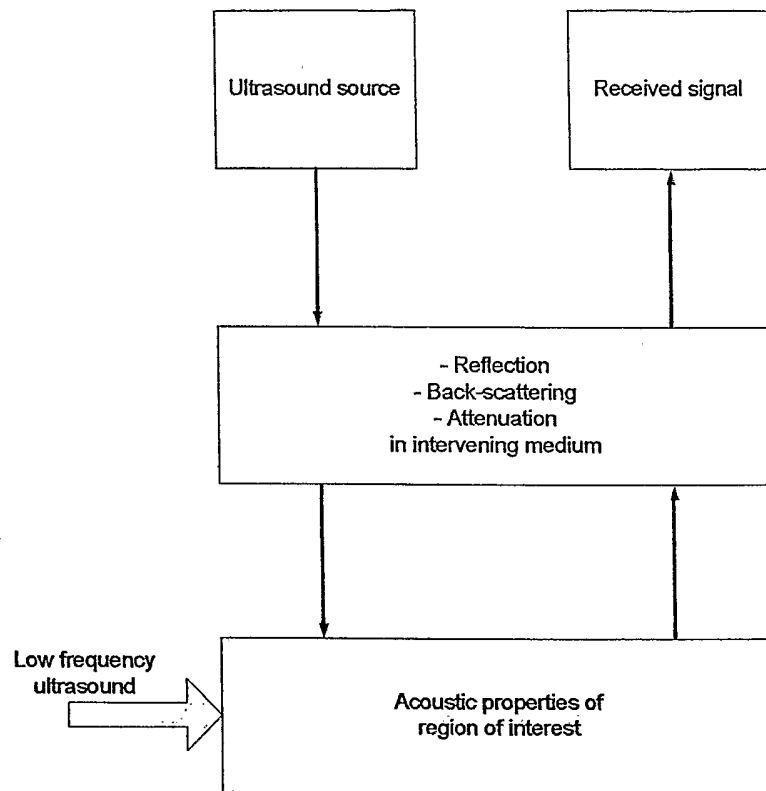 Ultrasound source
Received signal
- Reflection
- Back-scattering
- Attenuation
in intervening medium
Low frequency
ultrasound
Acoustic properties of
region of interest